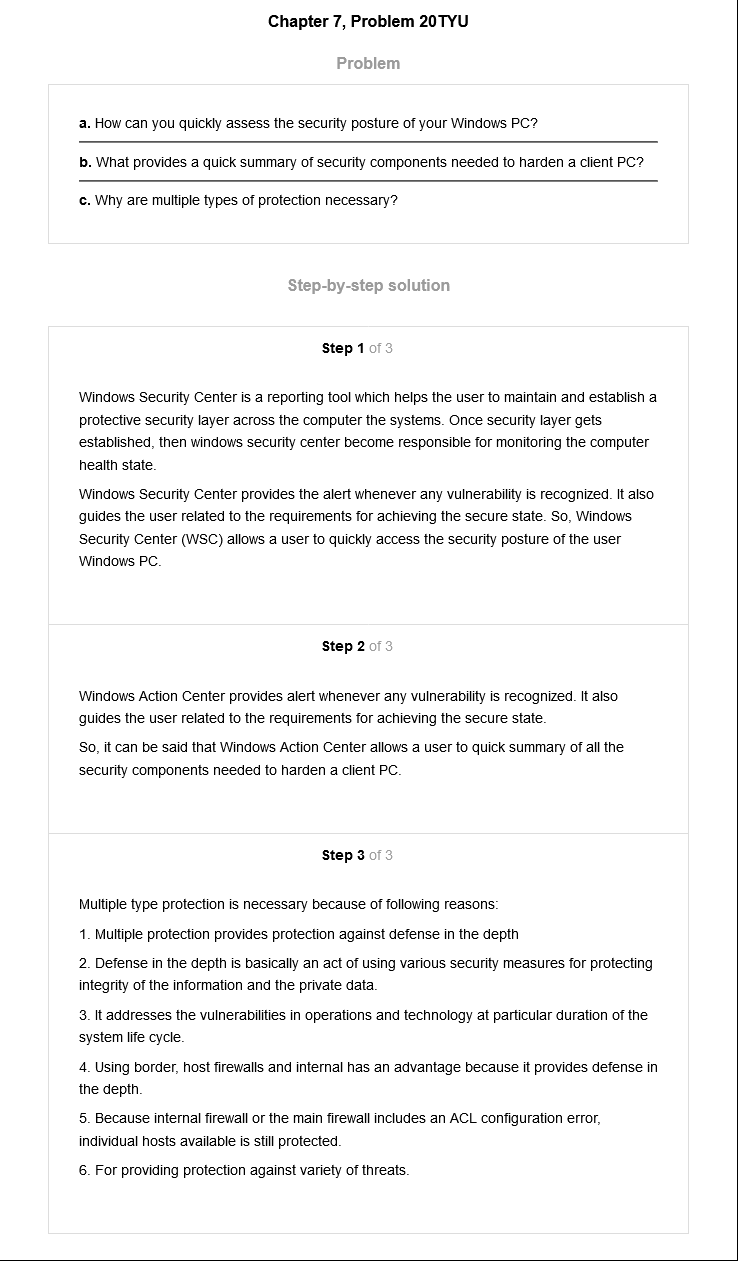 Chapter 7, Problem 20TYU
Problem
a. How can you quickly assess the security posture of your Windows PC?
b. What provides a quick summary of security components needed to harden a client PC?
c. Why are multiple types of protection necessary?
Step-by-step solution
Step 1 of 3
Windows Security Center is a reporting tool which helps the user to maintain and establish a
protective security layer across the computer the systems. Once security layer gets
established, then windows security center become responsible for monitoring the computer
health state.
Windows Security Center provides the alert whenever any vulnerability is recognized. It also
guides the user related to the requirements for achieving the secure state. So, Windows
Security Center (WSC) allows a user to quickly access the security posture of the user
Windows PC.
Step 2 of 3
Windows Action Center provides alert whenever any vulnerability is recognized. It also
guides the user related to the requirements for achieving the secure state.
So, it can be said that Windows Action Center allows a user to quick summary of all the
security components needed to harden a client PC.
Step 3 of 3
Multiple type protection is necessary because of following reasons:
1. Multiple protection provides protection against defense in the depth
2. Defense in the depth is basically an act of using various security measures for protecting
integrity of the information and the private data.
3. It addresses the vulnerabilities in operations and technology at particular duration of the
system life cycle.
4. Using border, host firewalls and internal has an advantage because it provides defense in
the depth.
5. Because internal firewall or the main firewall includes an ACL configuration error,
individual hosts available is still protected.
6. For providing protection against variety of threats.